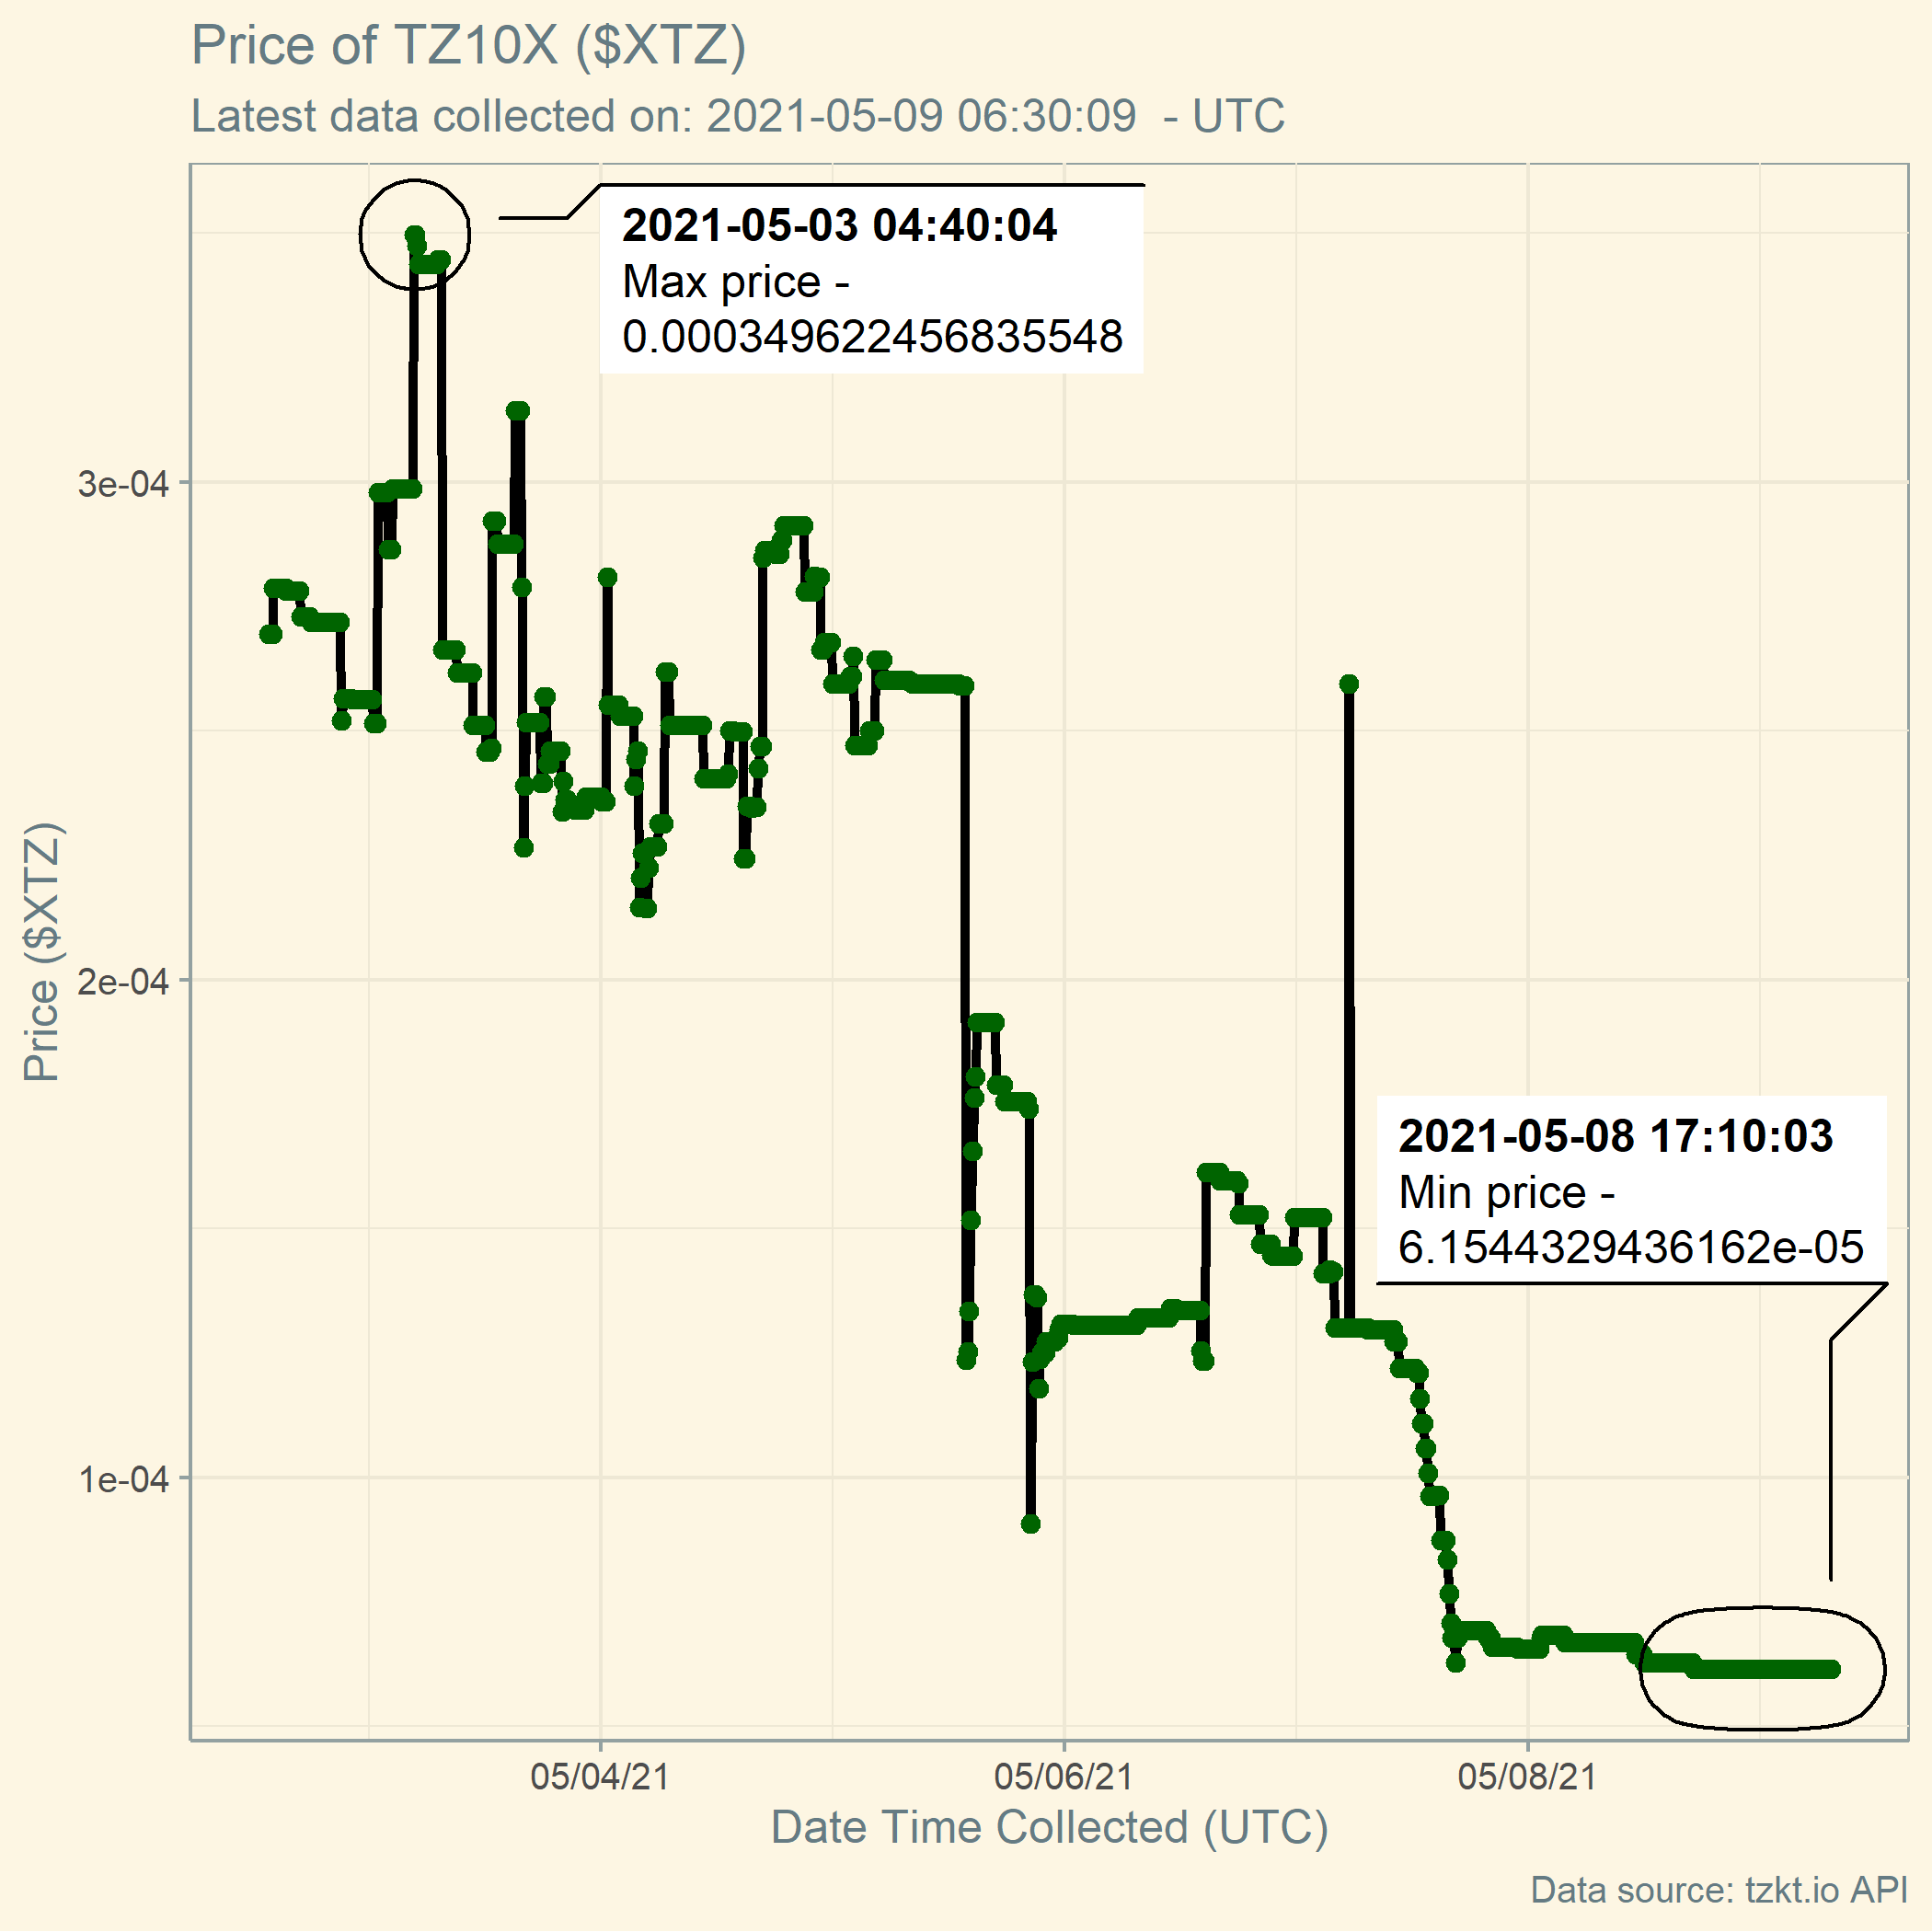 Price of TZ10X ($XTZ)
Latest data collected on: 2021-05-09 06:30:09  - UTC
2021-05-03 04:40:04
Max price -
0.000349622456835548
3e-04
2e-04
1e-04
Price ($XTZ)
2021-05-08 17:10:03
Min price -
6.1544329436162e-05
05/04/21
05/06/21
05/08/21
Date Time Collected (UTC)
Data source: tzkt.io API